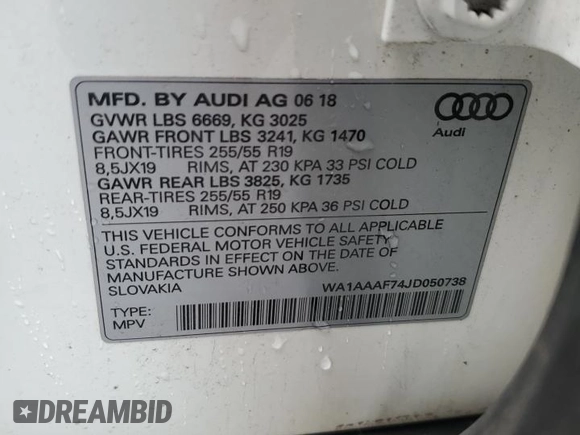 MFD. BY AUDI AG 06 18
GVWR LBS 6669, KG 3025
GAWR FRONT LBS 3241, KG 1470
FRONT-TIRES 255/55 R19
8,5JX19 RIMS, AT 230 KPA 33 PSI COLD
GAWR REAR LBS 3825, KG 1735
REAR-TIRES 255/55 R19
8,5JX19 RIMS, AT 250 KPA 36 PSI COLD
Audi
THIS VEHICLE CONFORMS TO ALL APPLICABLE
U.S. FEDERAL MOTOR VEHICLE SAFETY
STANDARDS IN EFFECT ON THE DATE OF
MANUFACTURE SHOWN ABOVE.
SLOVAKIA WA1AAAF74JD050738
TYPE:
MPV
DREAMBID